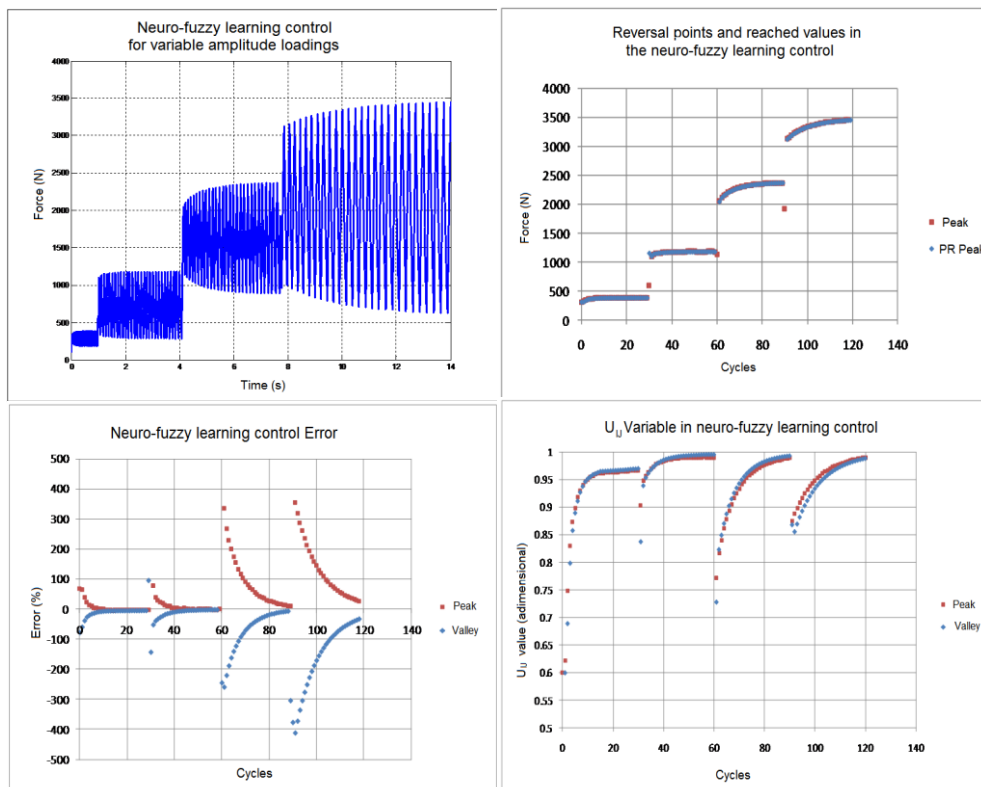 Neuro-fuzzy learning control
for variable amplitude loadings
4000
3500
3000
2500
2000
1500
1000
500
0
Force (N)
0 2 4 6 8 10 12 14
Time (s)
Reversal points and reached values in
the neuro-fuzzy learning control
4000
3500
3000
2500
2000
1500
1000
500
0
Force (N)
0 20 40 60 80 100 120 140
Cycles
Peak
PR Peak
Neuro-fuzzy learning control Error
500
400
300
200
100
0
-100
-200
-300
-400
-500
Error (%)
0 20 40 60 80 100 120 140
Cycles
Peak
Valley
UIJ Variable in neuro-fuzzy learning control
1
0.95
0.9
0.85
0.8
0.75
0.7
0.65
0.6
0.55
0.5
UIJ value (adimensional)
0 20 40 60 80 100 120 140
Cycles
Peak
Valley